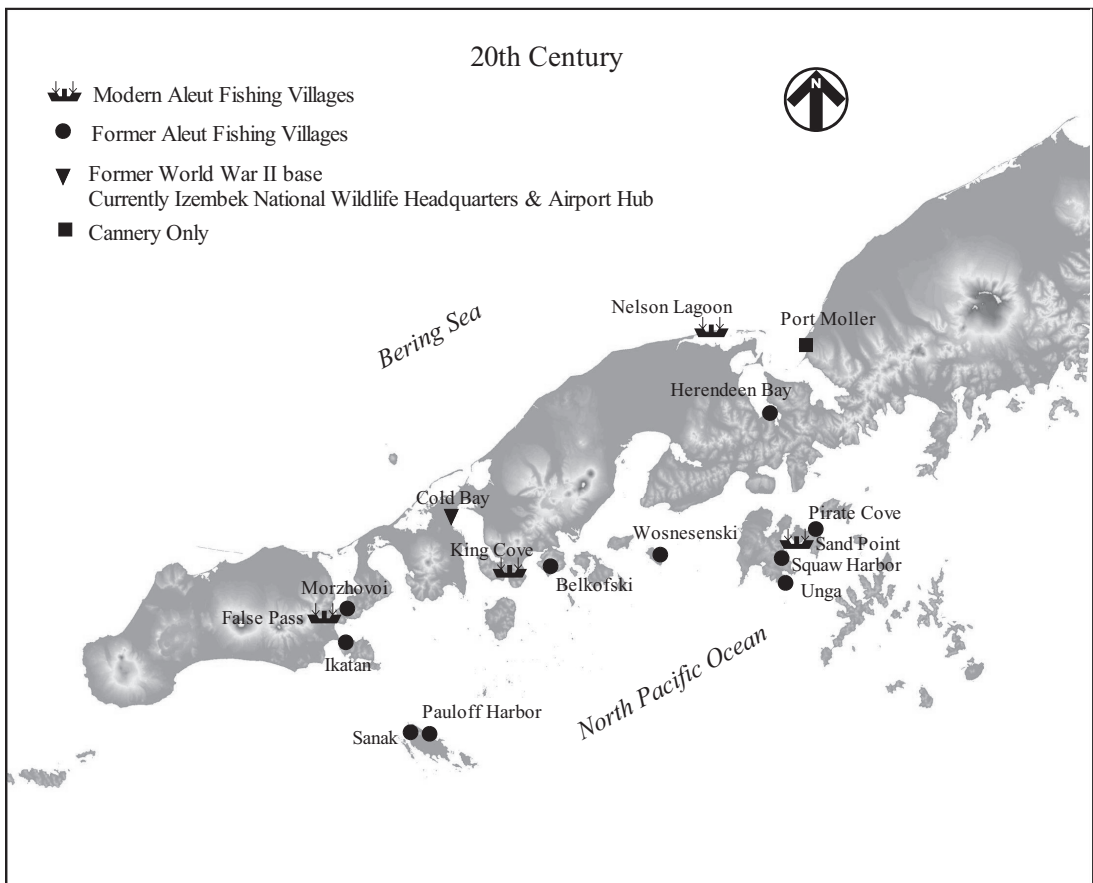 20th Century
N
Modern Aleut Fishing Villages
Former Aleut Fishing Villages
Former World War II base
Currently Izembek National Wildlife Headquarters & Airport Hub
Cannery Only
Bering Sea
Nelson Lagoon
Port Moller
Herendeen Bay
Cold Bay
Pirate Cove
Wosnesenski
Sand Point
King Cove
Squaw Harbor
Belkofski
Unga
Morzhovoi
False Pass
Ikatan
North Pacific Ocean
Pauloff Harbor
Sanak